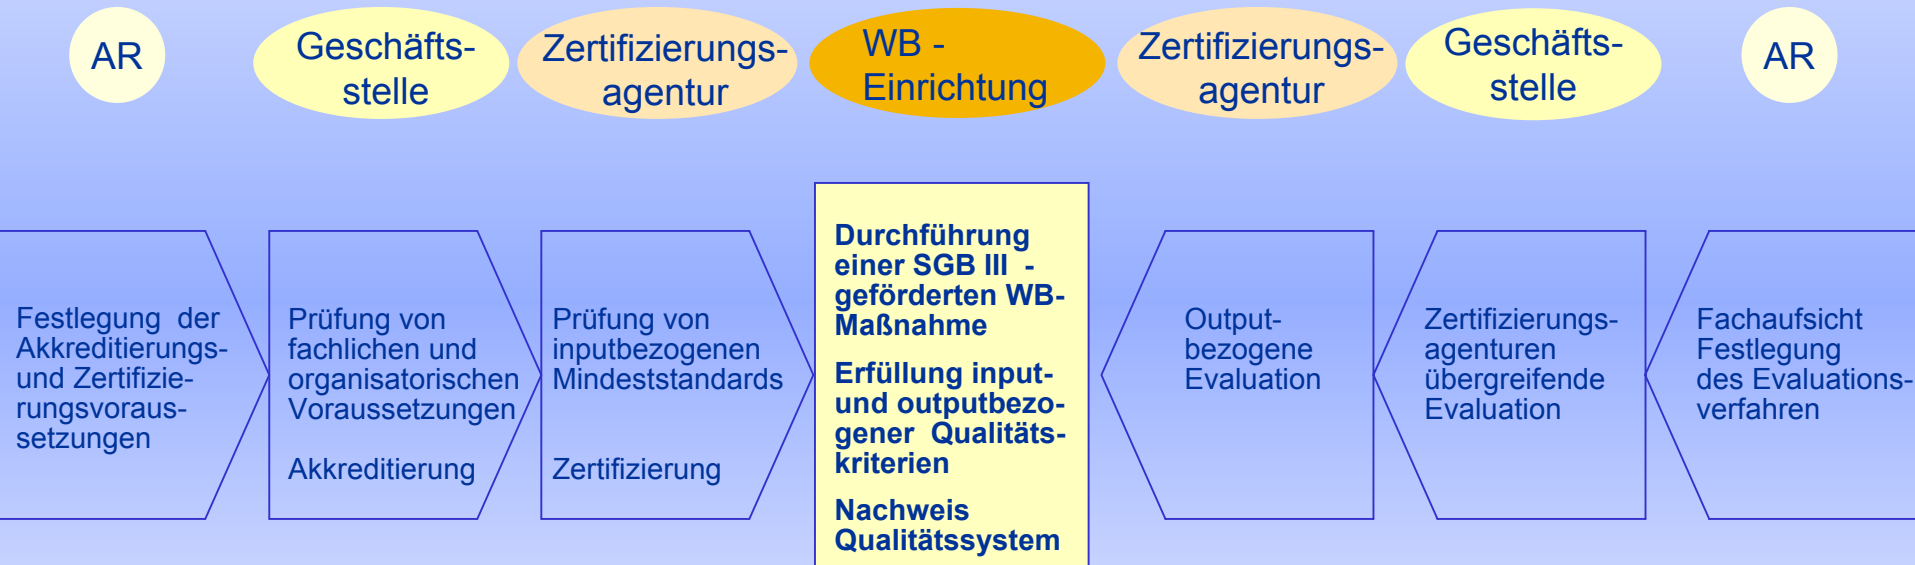 AR
Geschäfts-
stelle
Zertifizierungs-
agentur
WB -
Einrichtung
Zertifizierungs-
agentur
Geschäfts-
stelle
AR
Festlegung der
Akkreditierungs-
und Zertifizie-
rungsvoraus-
setzungen
Prüfung von
fachlichen und
organisatorischen
Voraussetzungen
Akkreditierung
Prüfung von
inputbezogenen
Mindeststandards
Zertifizierung
Durchführung
einer SGB III -
geförderten WB-
Maßnahme
Erfüllung input-
und outputbezo-
gener Qualitäts-
kriterien
Nachweis
Qualitätssystem
Output-
bezogene
Evaluation
Zertifizierungs-
agenturen
übergreifende
Evaluation
Fachaufsicht
Festlegung
des Evaluations-
verfahren